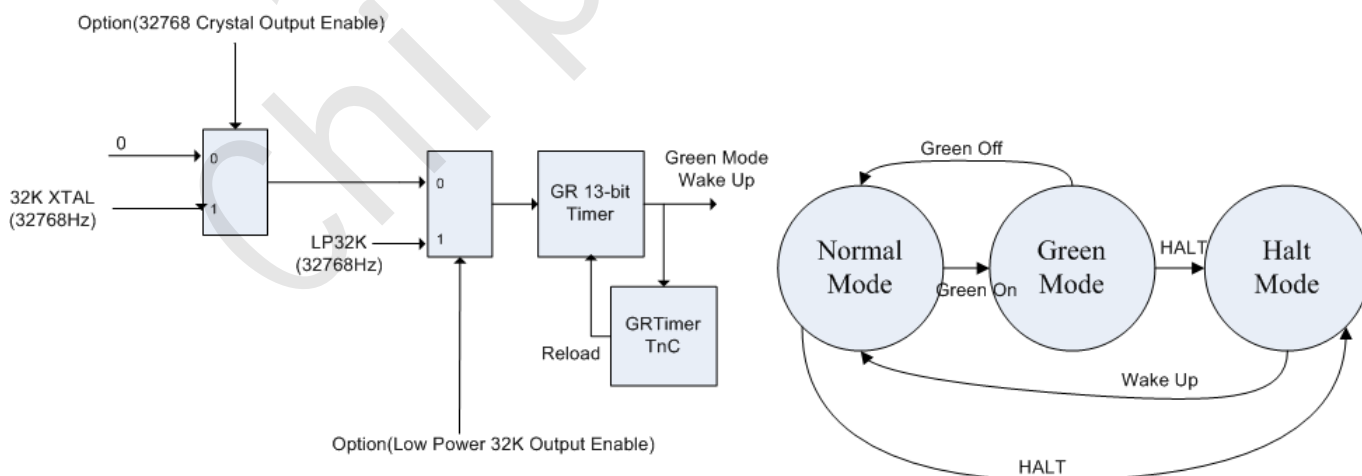 Option(32768 Crystal Output Enable)
0
0
32K XTAL
(32768Hz)
1
0
LP32K
(32768Hz)
1
GR 13-bit
Timer
Green Mode
Wake Up
GRTimer
TnC
Reload
Option(Low Power 32K Output Enable)
Green Off
Normal
Mode
Green On
Green
Mode
HALT
Halt
Mode
Wake Up
HALT
Chip